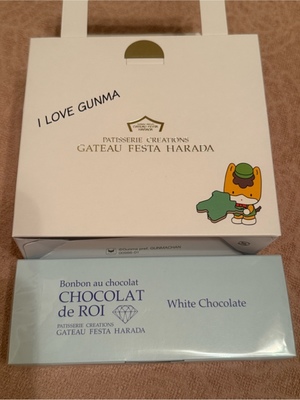 I LOVE GUNMA
PATISSERIE CREATIONS
GATEAU FESTA HARADA
Bonbon au chocolat
CHOCOLAT
de ROI
PATISSERIE CREATIONS
GATEAU FESTA HARADA
White Chocolate